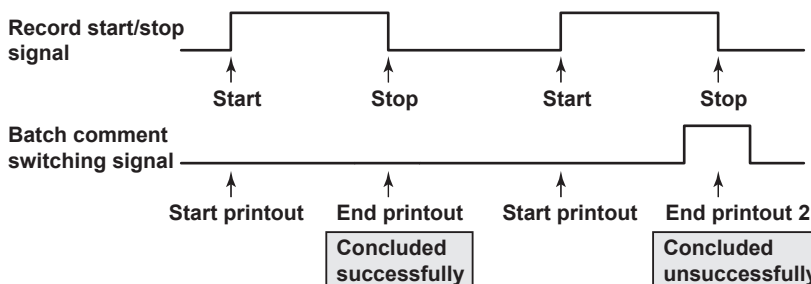 Record start/stop
signal
Start Stop Start Stop
Batch comment
switching signal
Start printout End printout Start printout End printout 2
Concluded
successfully
Concluded
unsuccessfully